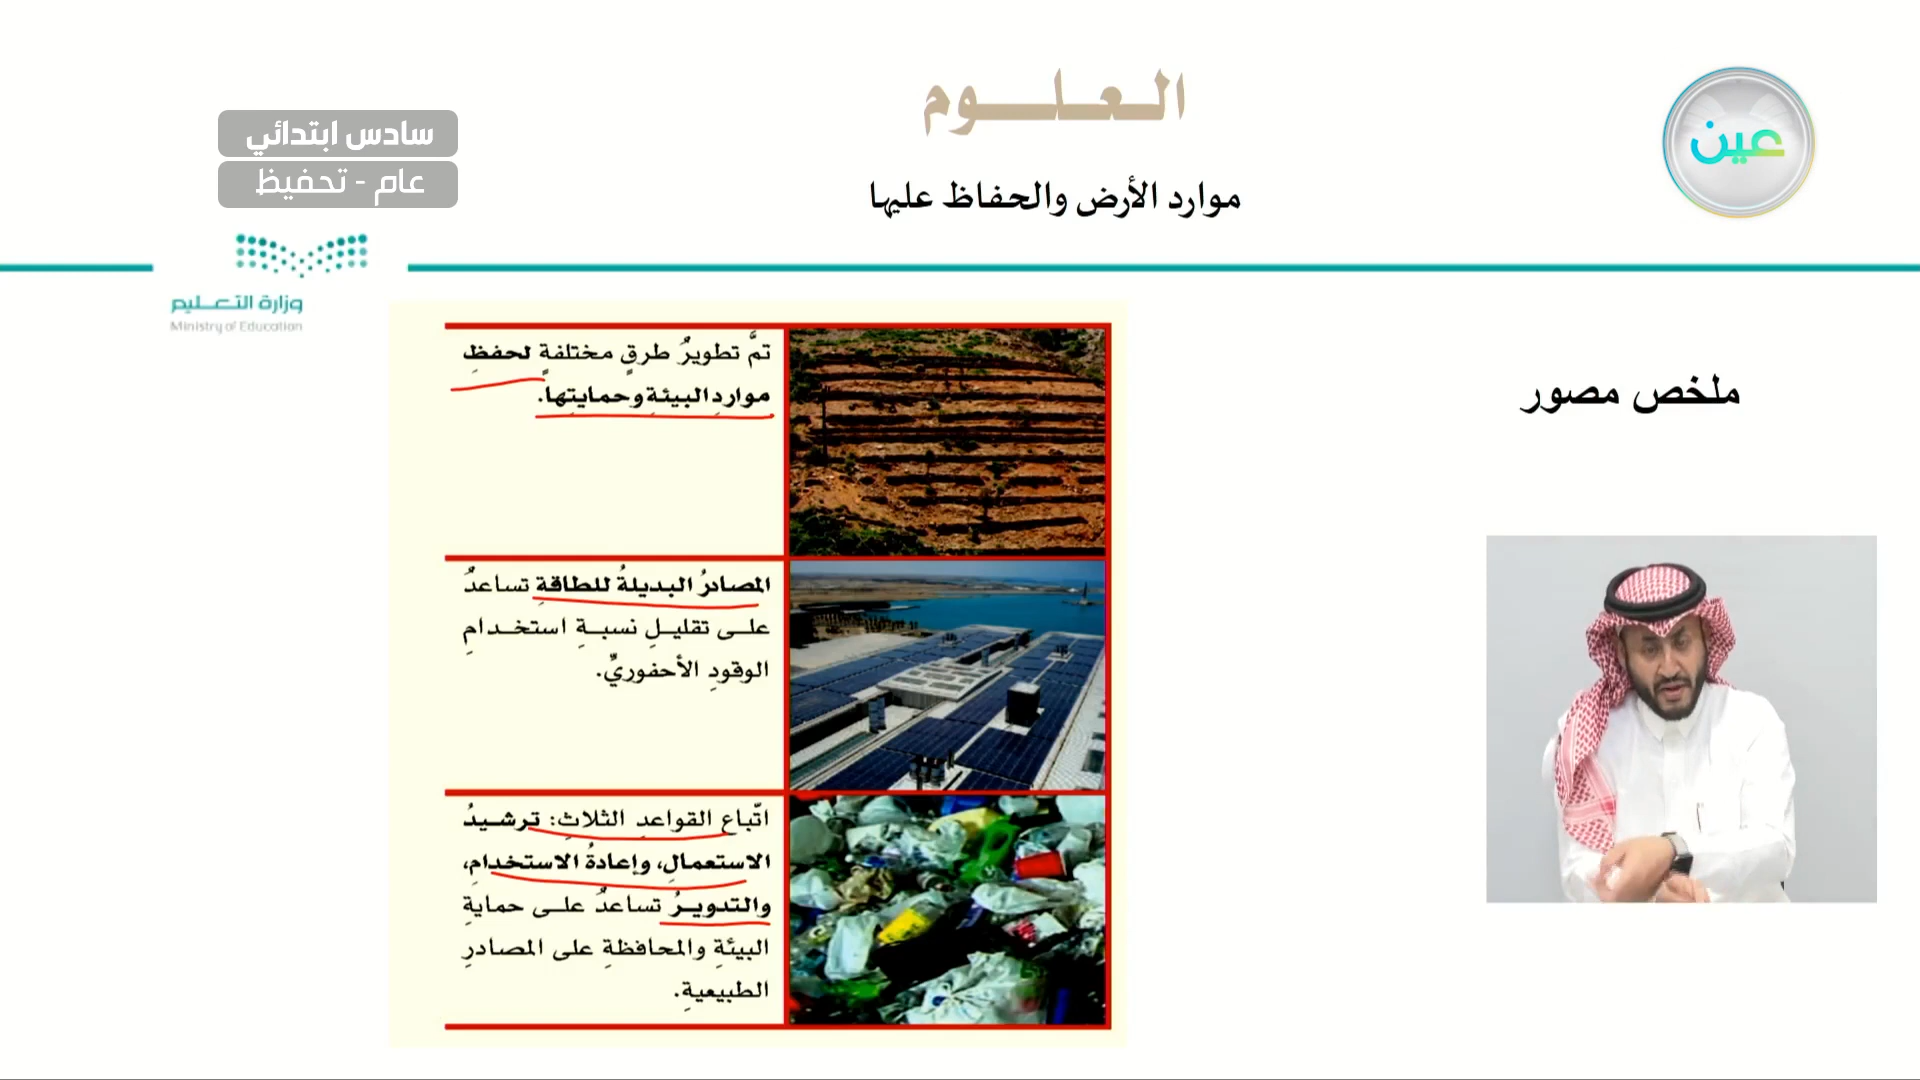 العلوم
موارد الأرض والحفاظ عليها
عين
سادس ابتدائي
عام - تحفيظ
وزارة التعليم
Ministry of Education
ملخص مصور
تمَّ تطويرُ طرقٍ مختلفةٍ لحفظِ
مواردِ البيئةِ وحمايتِها.
المصادرُ البديلةُ للطاقةِ تساعدُ
على تقليلِ نسبةِ استخدامِ
الوقودِ الأحفوريِّ.
اتّباع القواعدِ الثلاثِ: ترشيدُ
الاستعمالِ، وإعادةُ الاستخدامِ،
والتدويرُ تساعدُ على حمايةِ
البيئةِ والمحافظةِ على المصادرِ
الطبيعيةِ.